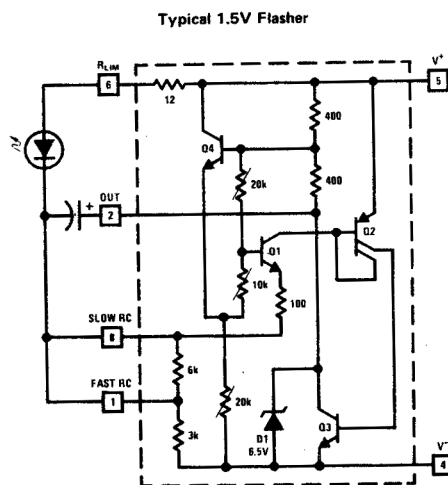 Typical 1.5V Flasher
R_LIM
6
12
V+
5
400
Q4
20k
400
+ OUT
2
Q1
Q2
10k
100
SLOW RC
8
6k
FAST RC
1
20k
3k
D1
6.5V
Q3
V-
4